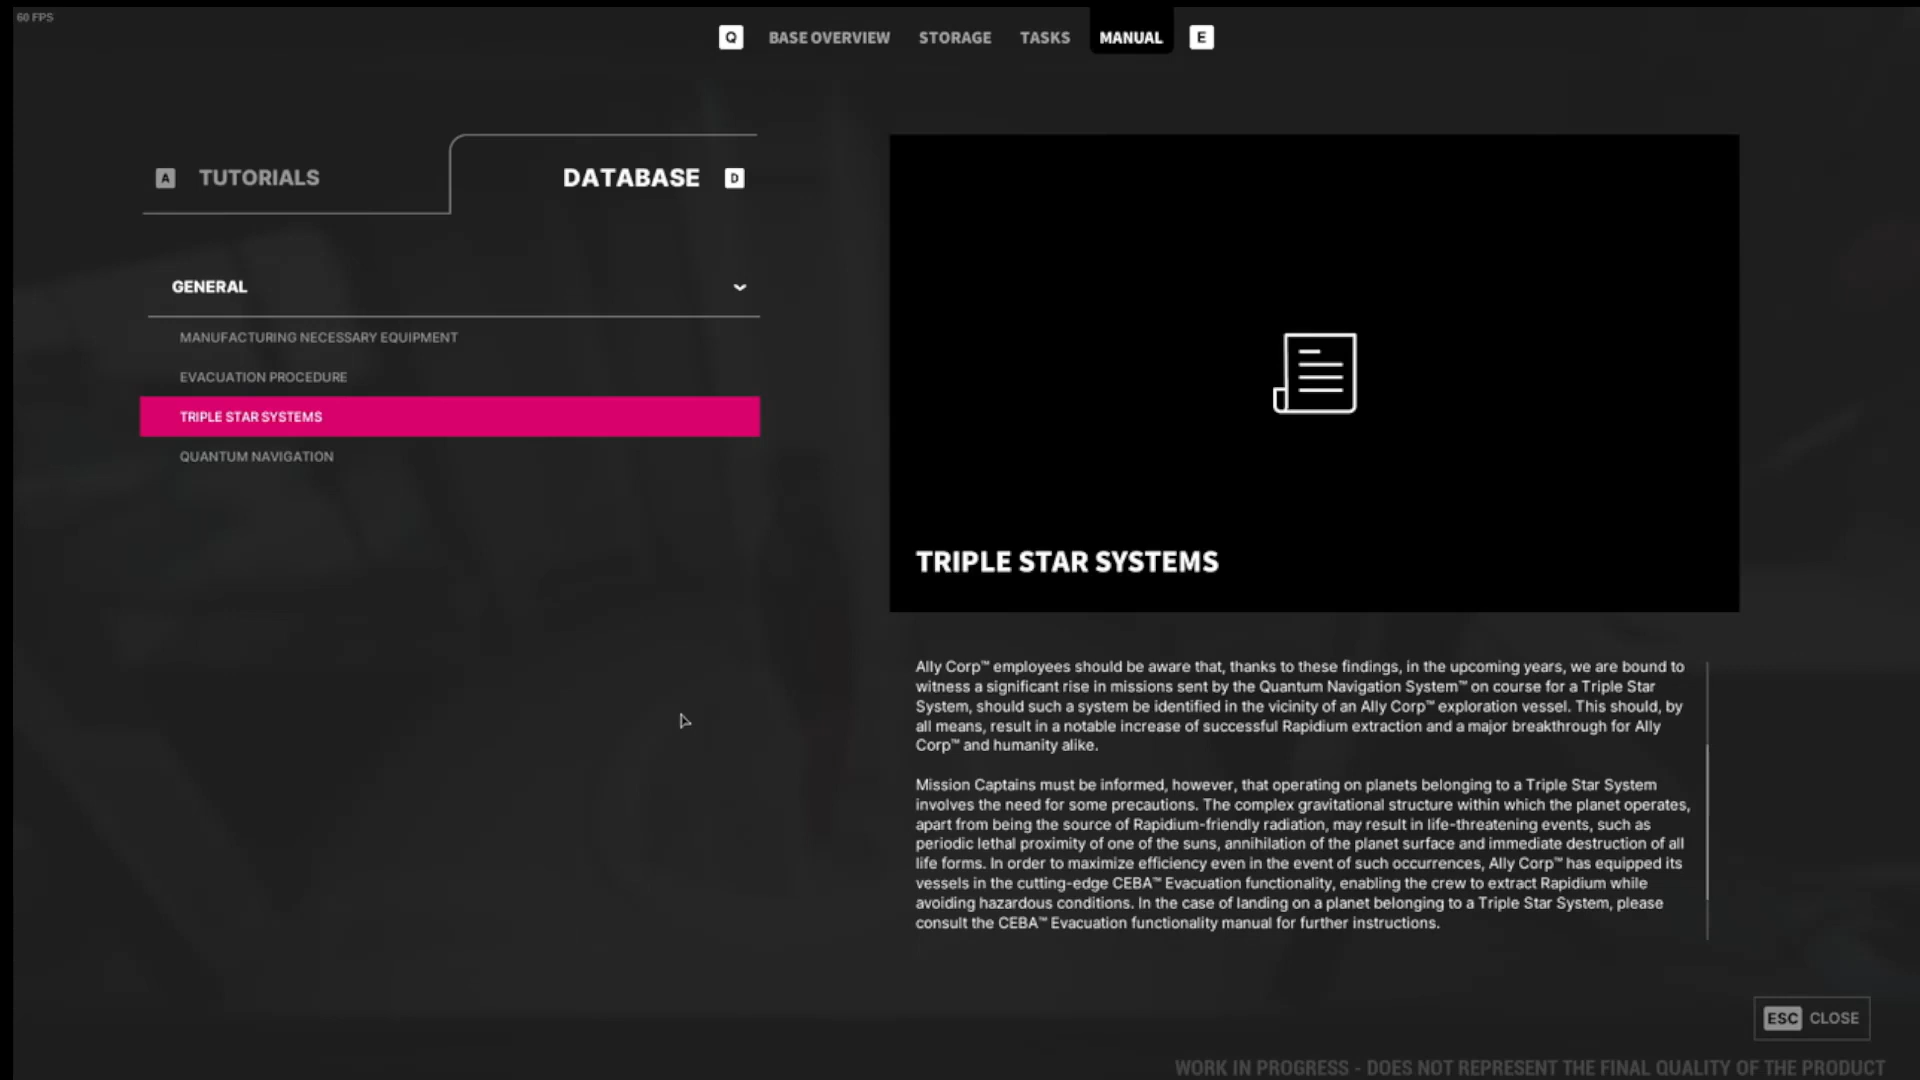 60 FPS
Q BASE OVERVIEW STORAGE TASKS MANUAL E
A TUTORIALS DATABASE D
GENERAL
MANUFACTURING NECESSARY EQUIPMENT
EVACUATION PROCEDURE
TRIPLE STAR SYSTEMS
QUANTUM NAVIGATION
TRIPLE STAR SYSTEMS
Ally Corp™ employees should be aware that, thanks to these findings, in the upcoming years, we are bound to
witness a significant rise in missions sent by the Quantum Navigation System™ on course for a Triple Star
System, should such a system be identified in the vicinity of an Ally Corp™ exploration vessel. This should, by
all means, result in a notable increase of successful Rapidium extraction and a major breakthrough for Ally
Corp™ and humanity alike.
Mission Captains must be informed, however, that operating on planets belonging to a Triple Star System
involves the need for some precautions. The complex gravitational structure within which the planet operates,
apart from being the source of Rapidium-friendly radiation, may result in life-threatening events, such as
periodic lethal proximity of one of the suns, annihilation of the planet surface and immediate destruction of all
life forms. In order to maximize efficiency even in the event of such occurrences, Ally Corp™ has equipped its
vessels in the cutting-edge CEBA™ Evacuation functionality, enabling the crew to extract Rapidium while
avoiding hazardous conditions. In the case of landing on a planet belonging to a Triple Star System, please
consult the CEBA™ Evacuation functionality manual for further instructions.
ESC CLOSE
WORK IN PROGRESS - DOES NOT REPRESENT THE FINAL QUALITY OF THE PRODUCT